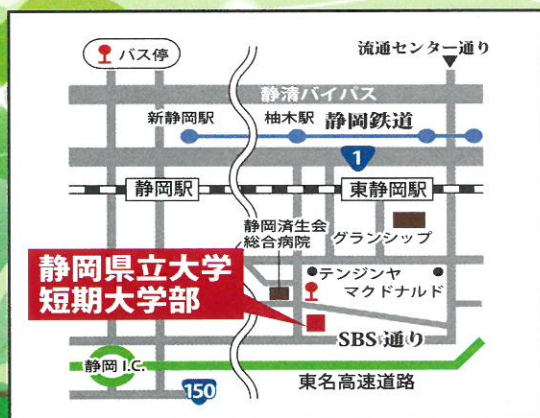 バス停
流通センター通り
静清バイパス
新静岡駅
柚木駅
静岡鉄道
1
静岡駅
東静岡駅
静岡済生会
総合病院
グランシップ
静岡県立大学
短期大学部
テンジンヤ
マクドナルド
SBS通り
静岡I.C.
東名高速道路
150